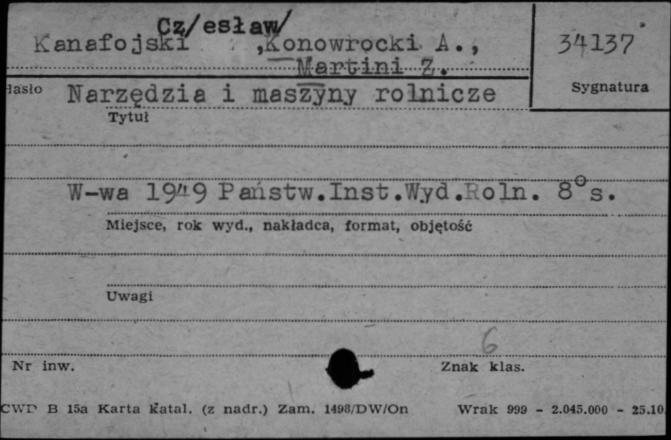 Cz/esław/
Kanafojski ,Konowrocki A.,
Martini Z.
34137
Sygnatura
Hasło Narzędzia i maszyny rolnicze
Tytuł
W-wa 1949 Państw.Inst.Wyd.Roln. 8°s.
Miejsce, rok wyd., nakładca, format, objętość
Uwagi
6
Nr inw. Znak klas.
CWD B 15a Karta katal. (z nadr.) Zam. 1498/DW/On Wrak 999 - 2.045.000 - 25.10